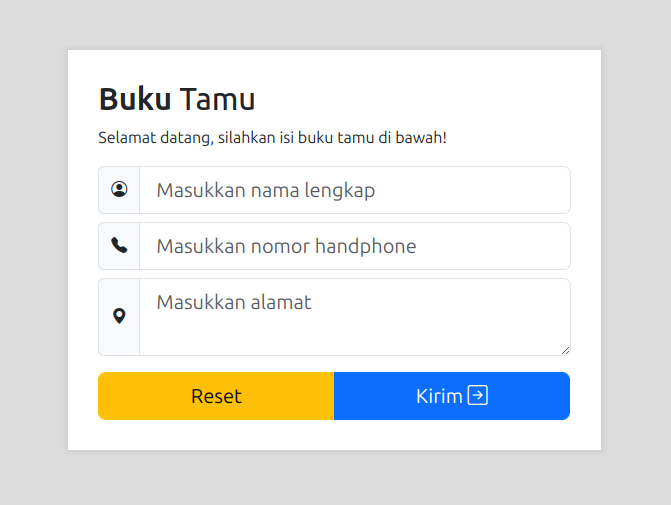 Buku Tamu
Selamat datang, silahkan isi buku tamu di bawah!
Masukkan nama lengkap
Masukkan nomor handphone
Masukkan alamat
Reset
Kirim